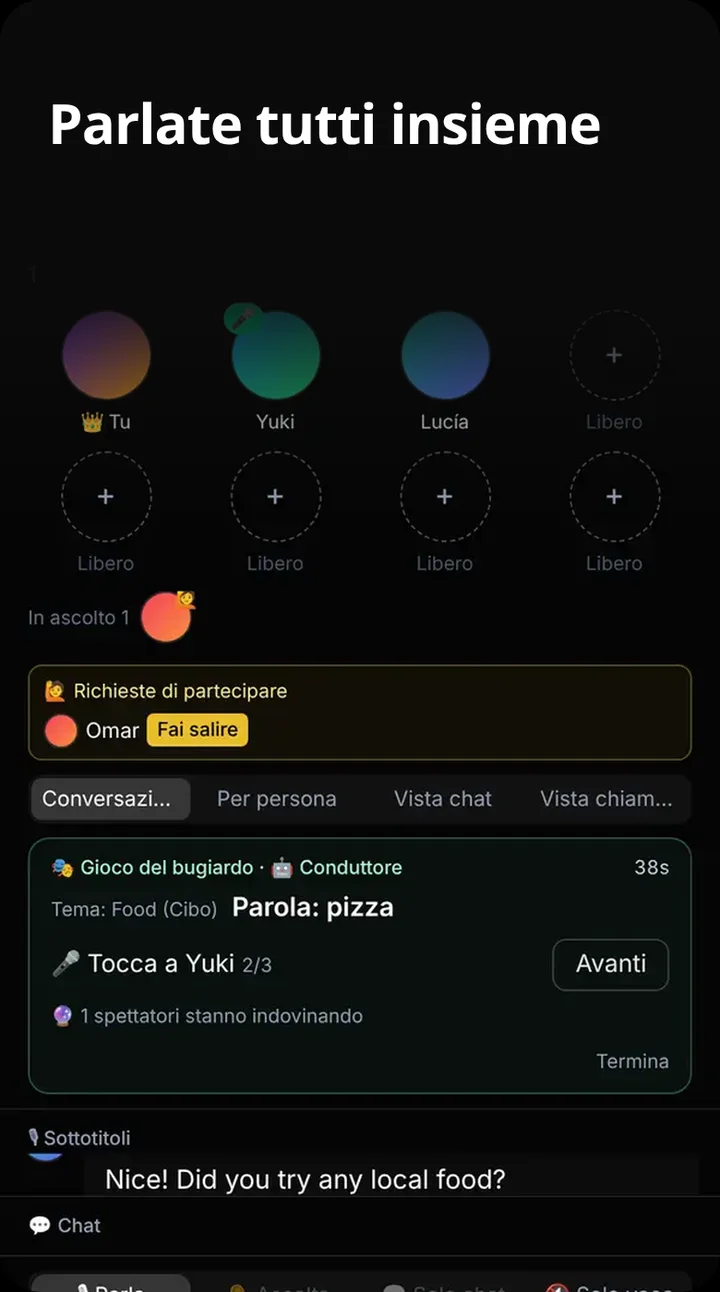 Parlate tutti insieme
👑 Tu
Yuki
Lucía
+
Libero
+
Libero
+
Libero
+
Libero
+
Libero
In ascolto 1
🙋 Richieste di partecipare
Omar Fai salire
Conversazi... Per persona Vista chat Vista chiam...
🎭 Gioco del bugiardo · 🤖 Conduttore 38s
Tema: Food (Cibo) Parola: pizza
🎤 Tocca a Yuki 2/3 Avanti
🔮 1 spettatori stanno indovinando
Termina
🎙 Sottotitoli
Nice! Did you try any local food?
💬 Chat